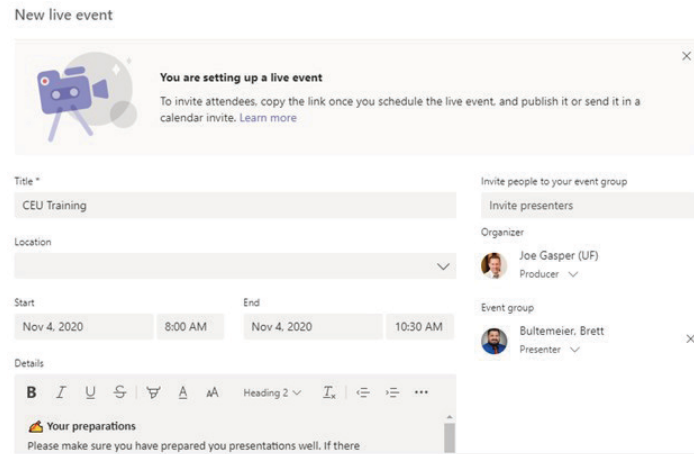 New live event
You are setting up a live event
To invite attendees, copy the link once you schedule the live event, and publish it or send it in a
calendar invite. Learn more
Title *
CEU Training
Location
Start
End
Nov 4, 2020
8:00 AM
Nov 4, 2020
10:30 AM
Details
B I U S A AA Heading 2 Ix
Your preparations
Please make sure you have prepared you presentations well. If there
Invite people to your event group
Invite presenters
Organizer
Joe Gasper (UF)
Producer
Event group
Bultemeier, Brett
Presenter